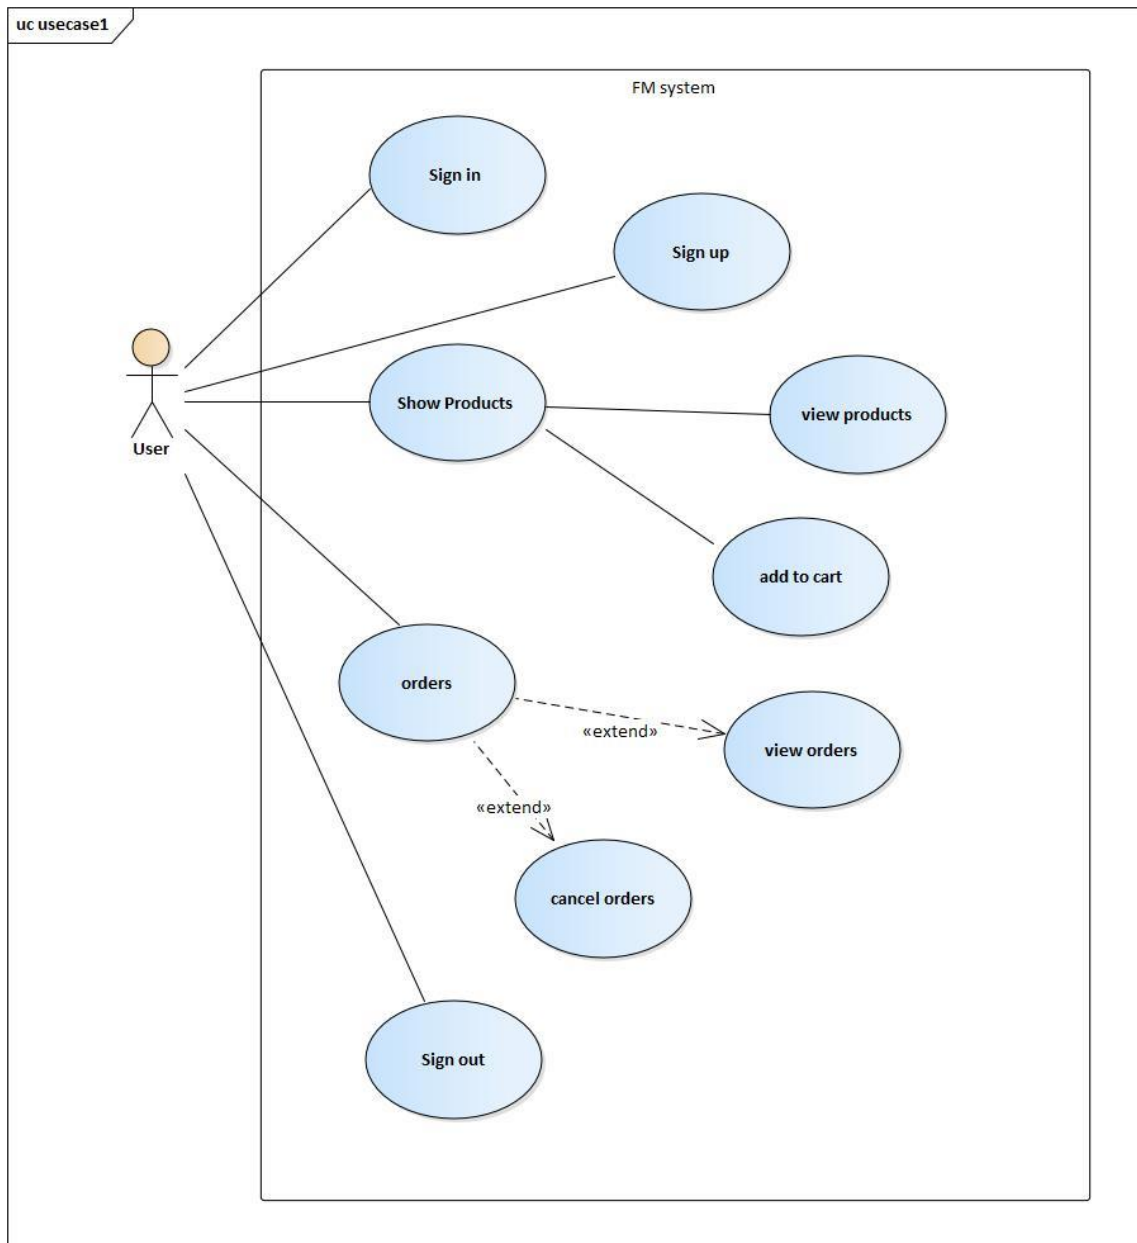 uc usecase1
FM system
Sign in
Sign up
Show Products
view products
User
add to cart
orders
«extend»
view orders
«extend»
cancel orders
Sign out